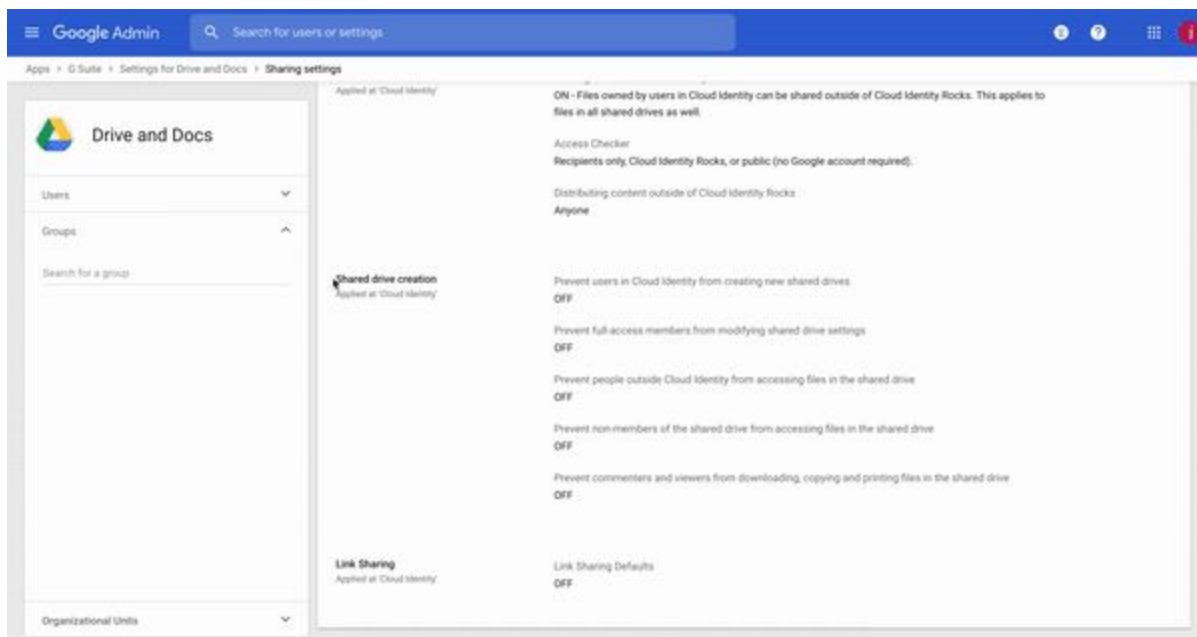 Google Admin
Search for users or settings
Apps > G Suite > Settings for Drive and Docs > Sharing settings
Drive and Docs
Users
Groups
Search for a group
Organizational Units
Applied at 'Cloud Identity'
ON - Files owned by users in Cloud Identity can be shared outside of Cloud Identity Rocks. This applies to
files in all shared drives as well.
Access Checker
Recipients only, Cloud Identity Rocks, or public (no Google account required).
Distributing content outside of Cloud Identity Rocks
Anyone
Shared drive creation
Applied at 'Cloud Identity'
Prevent users in Cloud Identity from creating new shared drives
OFF
Prevent full-access members from modifying shared drive settings
OFF
Prevent people outside Cloud Identity from accessing files in the shared drive
OFF
Prevent non-members of the shared drive from accessing files in the shared drive
OFF
Prevent commenters and viewers from downloading, copying and printing files in the shared drive
OFF
Link Sharing
Applied at 'Cloud Identity'
Link Sharing Defaults
OFF